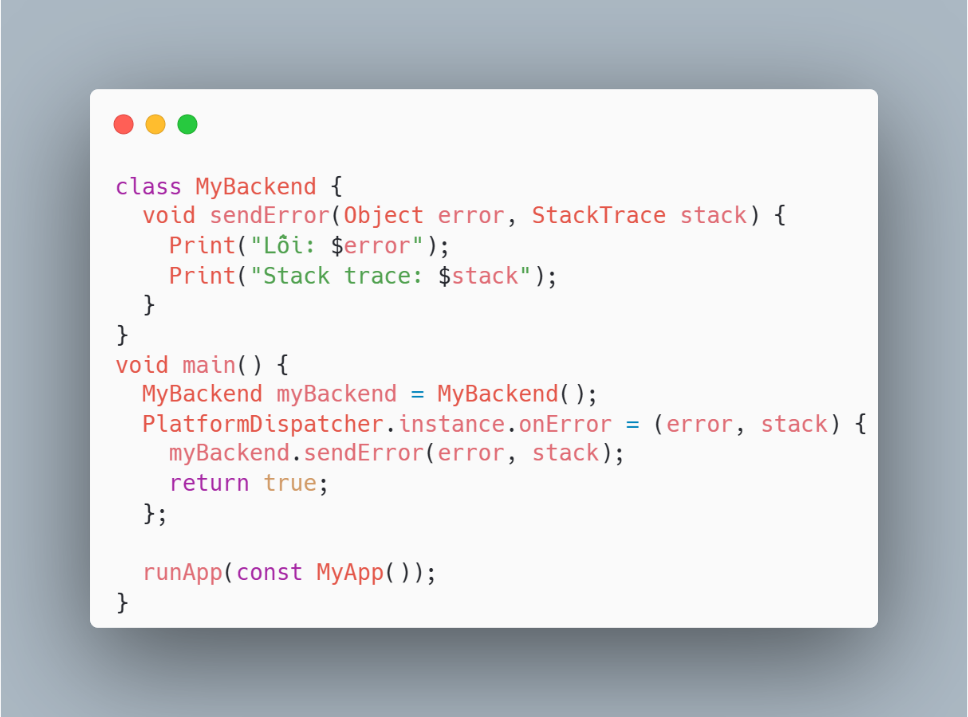 class MyBackend {
  void sendError(Object error, StackTrace stack) {
    Print("Lỗi: $error");
    Print("Stack trace: $stack");
  }
}
void main() {
  MyBackend myBackend = MyBackend();
  PlatformDispatcher.instance.onError = (error, stack) {
    myBackend.sendError(error, stack);
    return true;
  };

  runApp(const MyApp());
}